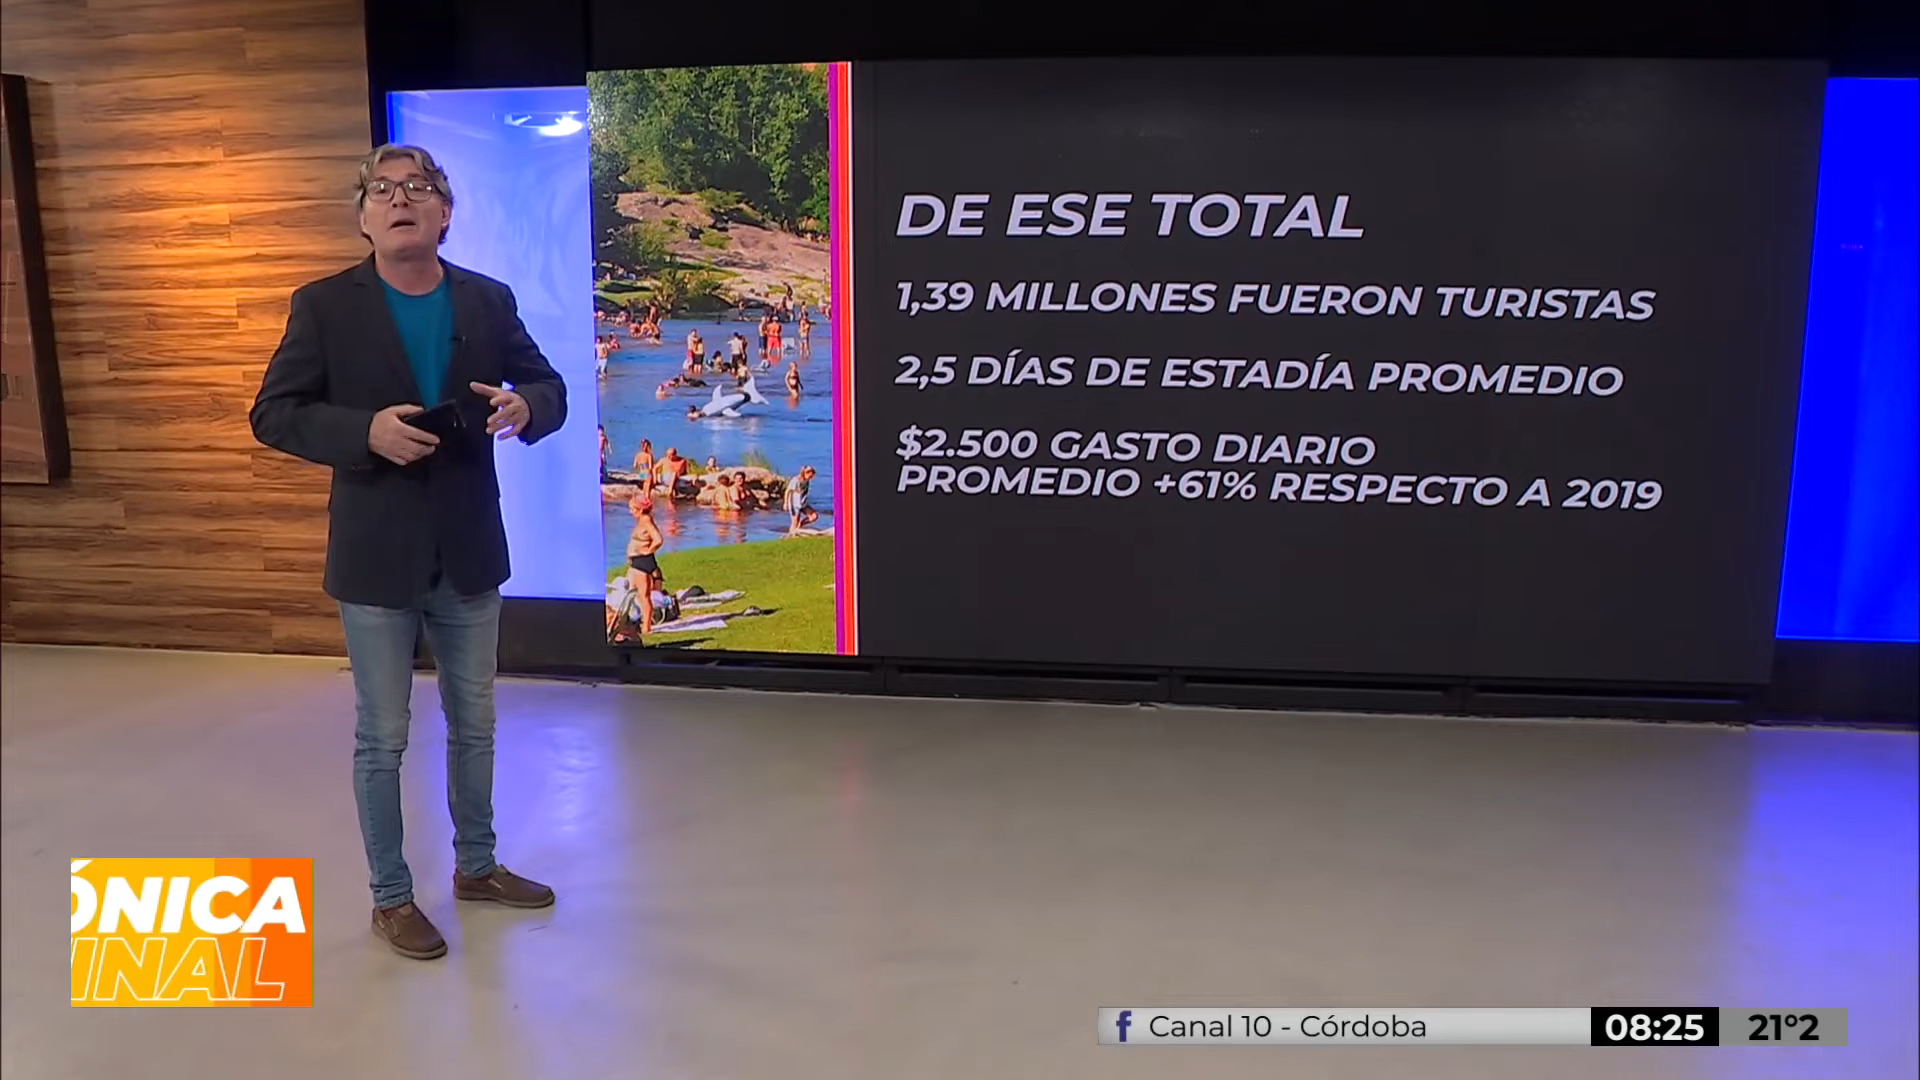 DE ESE TOTAL
1,39 MILLONES FUERON TURISTAS
2,5 DÍAS DE ESTADÍA PROMEDIO
$2.500 GASTO DIARIO
PROMEDIO +61% RESPECTO A 2019
ÓNICA
INAL
f Canal 10 - Córdoba 08:25 21°2